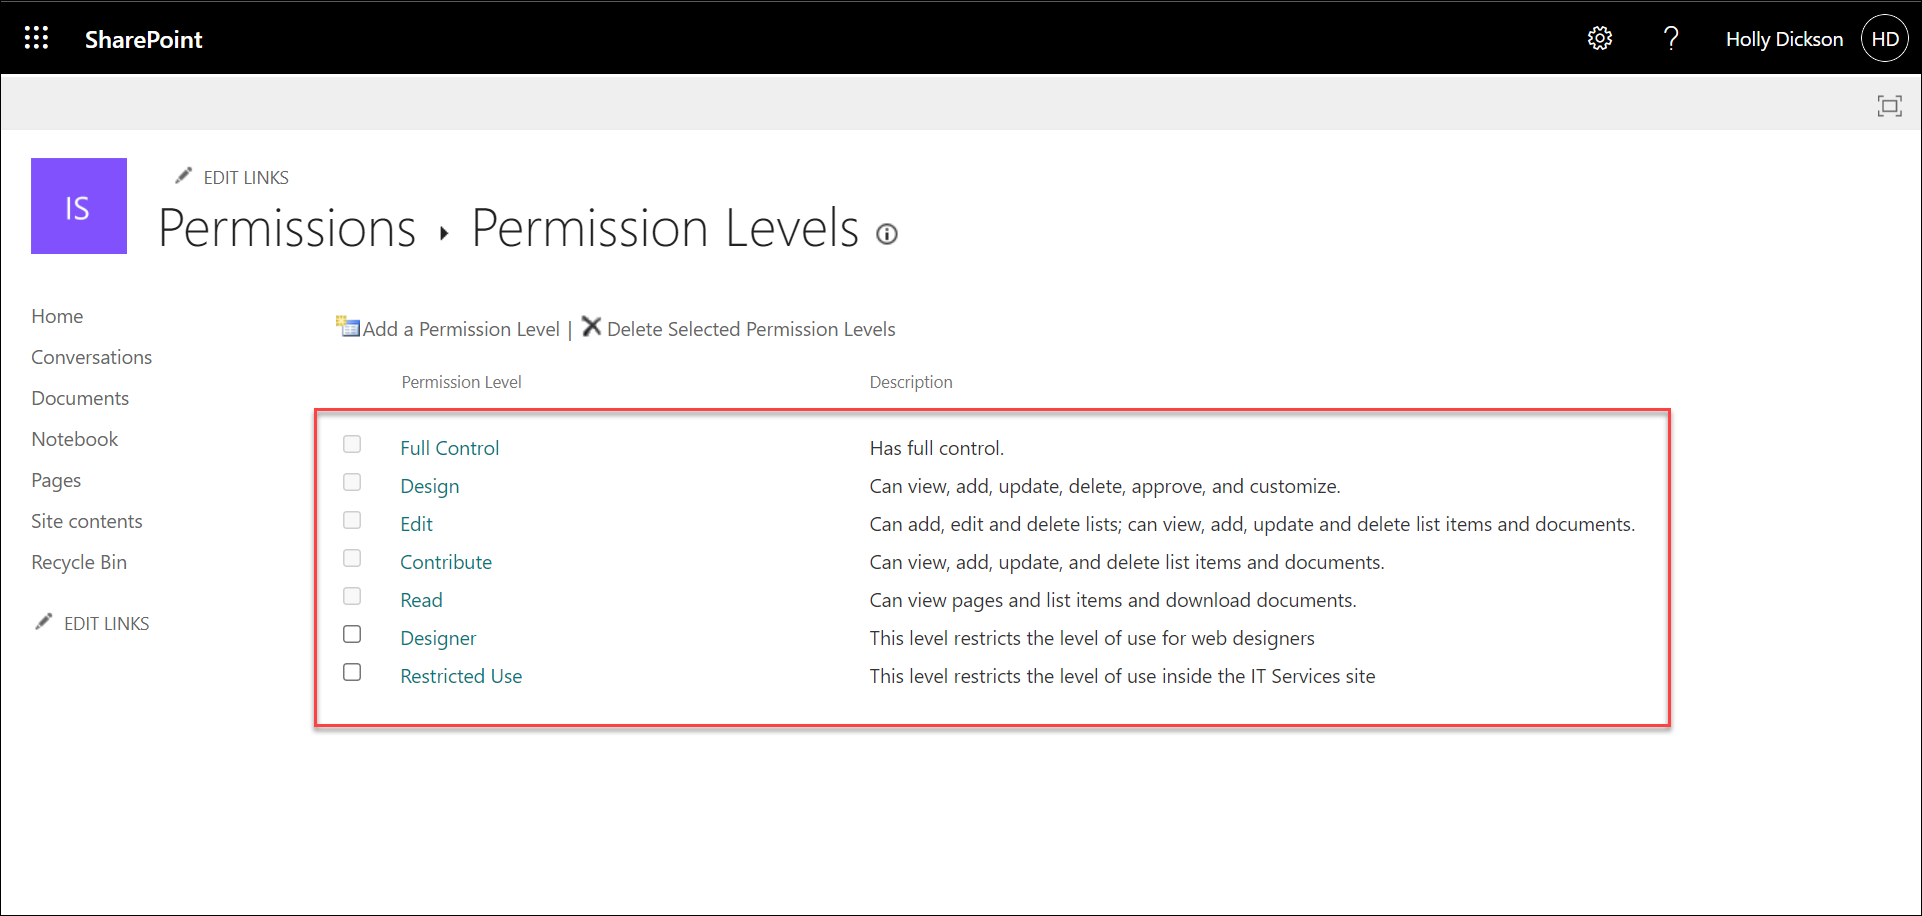 SharePoint
? Holly Dickson HD
EDIT LINKS
IS
Permissions ▸ Permission Levels
Home
Conversations
Documents
Notebook
Pages
Site contents
Recycle Bin
EDIT LINKS
Add a Permission Level | Delete Selected Permission Levels
Permission Level Description
Full Control Has full control.
Design Can view, add, update, delete, approve, and customize.
Edit Can add, edit and delete lists; can view, add, update and delete list items and documents.
Contribute Can view, add, update, and delete list items and documents.
Read Can view pages and list items and download documents.
Designer This level restricts the level of use for web designers
Restricted Use This level restricts the level of use inside the IT Services site